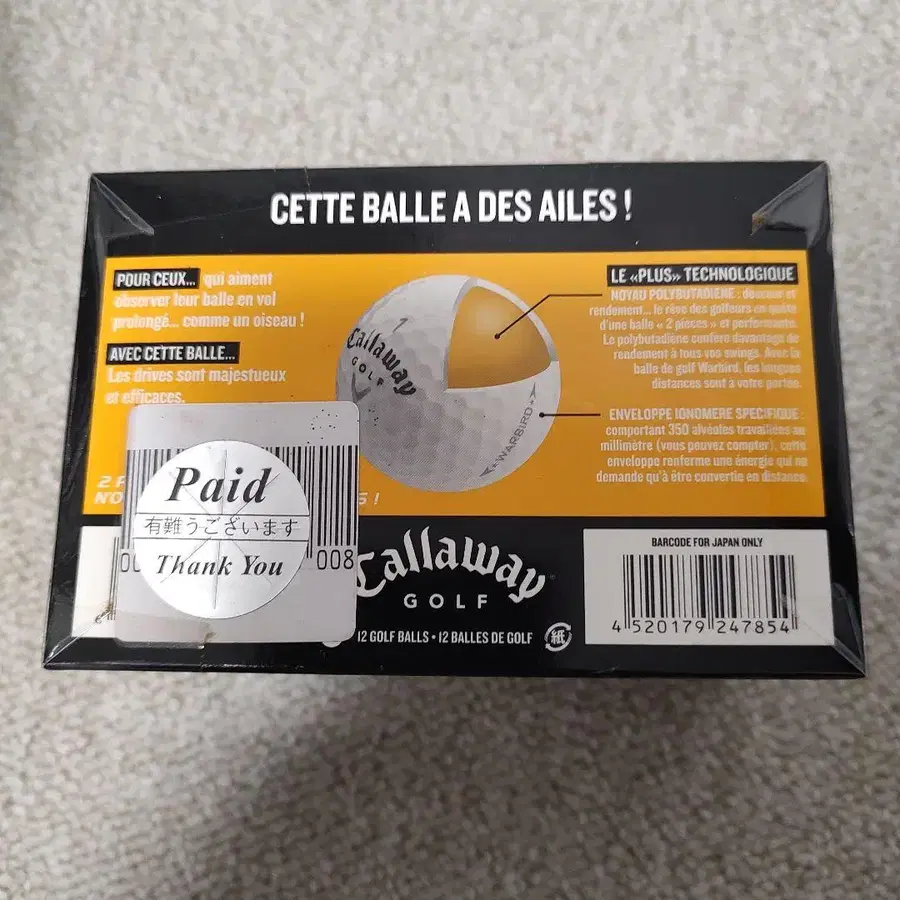 CETTE BALLE A DES AILES !
POUR CEUX... qui aiment
observer leur balle en vol
prolongé... comme un oiseau !
AVEC CETTE BALLE...
Les drives sont majestueux
et efficaces.
LE «PLUS» TECHNOLOGIQUE
NOYAU POLYBUTADIENE : douceur et
rendement... le rêve des golfeurs en quête
d'une balle « 2 pièces » et performante.
Le polybutadiène confère davantage de
rendement à tous vos swings. Avec la
balle de golf Warbird, les longues
distances sont à votre portée.
ENVELOPPE IONOMERE SPECIFIQUE :
comportant 350 alvéoles travaillées au
millimètre (vous pouvez compter), cette
enveloppe renferme une énergie qui ne
demande qu'à être convertie en distance.
1
Callaway
GOLF
WARBIRD
Paid
有難うございます
Thank You
008
Callaway
GOLF
12 GOLF BALLS • 12 BALLES DE GOLF
紙
BARCODE FOR JAPAN ONLY
4 520179 247854